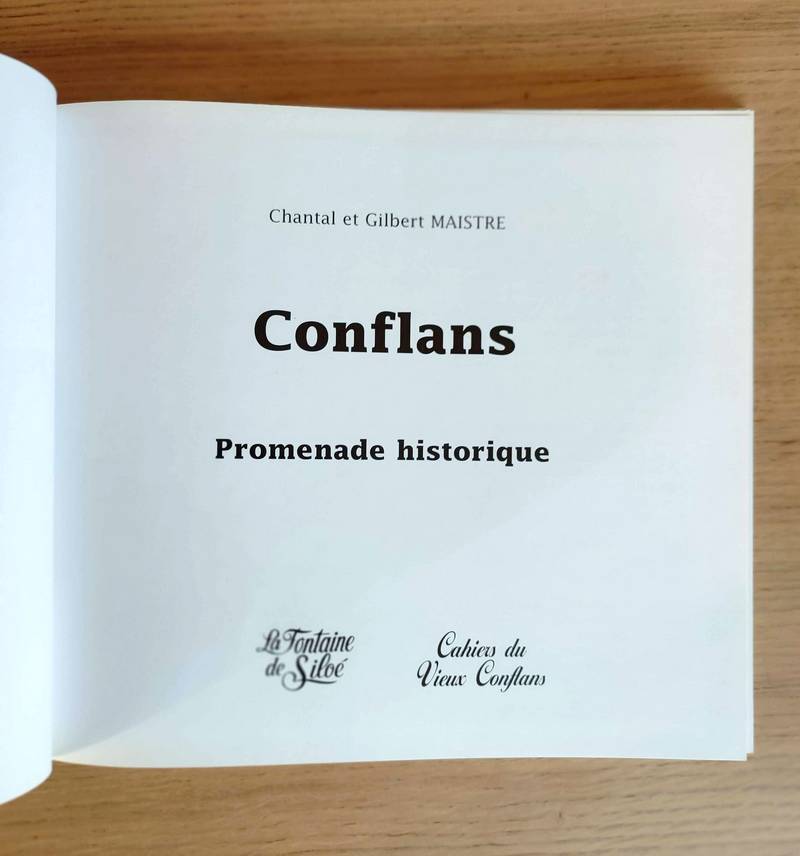 Chantal et Gilbert MAISTRE
Conflans
Promenade historique
La Fontaine
de Siloé
Cahiers du
Vieux Conflans